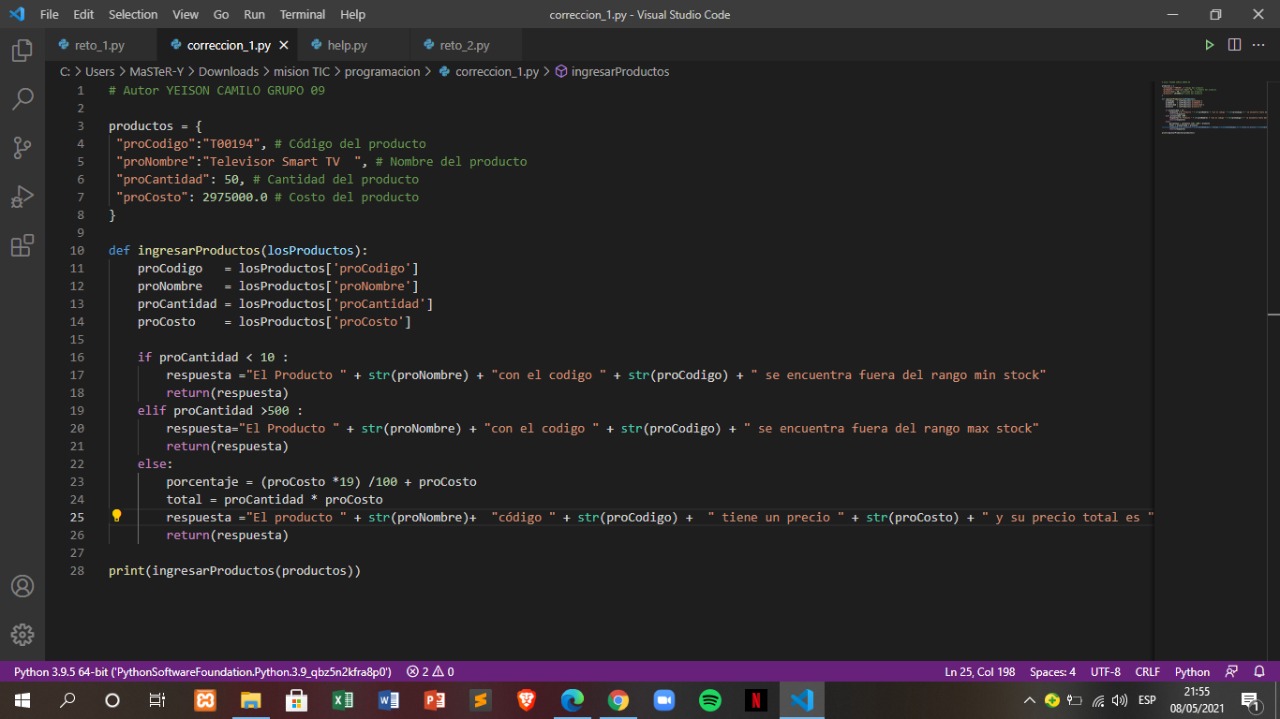 File Edit Selection View Go Run Terminal Help correccion_1.py - Visual Studio Code
reto_1.py correccion_1.py help.py reto_2.py
C: > Users > MaSTeR-Y > Downloads > mision TIC > programacion > correccion_1.py > ingresarProductos
1 # Autor YEISON CAMILO GRUPO 09
2
3 productos = {
4 "proCodigo":"T00194", # Código del producto
5 "proNombre":"Televisor Smart TV  ", # Nombre del producto
6 "proCantidad": 50, # Cantidad del producto
7 "proCosto": 2975000.0 # Costo del producto
8 }
9
10 def ingresarProductos(losProductos):
11 proCodigo   = losProductos['proCodigo']
12 proNombre   = losProductos['proNombre']
13 proCantidad = losProductos['proCantidad']
14 proCosto    = losProductos['proCosto']
15
16 if proCantidad < 10 :
17 respuesta ="El Producto " + str(proNombre) + "con el codigo " + str(proCodigo) + " se encuentra fuera del rango min stock"
18 return(respuesta)
19 elif proCantidad >500 :
20 respuesta="El Producto " + str(proNombre) + "con el codigo " + str(proCodigo) + " se encuentra fuera del rango max stock"
21 return(respuesta)
22 else:
23 porcentaje = (proCosto *19) /100 + proCosto
24 total = proCantidad * proCosto
25 respuesta ="El producto " + str(proNombre)+  "código " + str(proCodigo) +  " tiene un precio " + str(proCosto) + " y su precio total es "
26 return(respuesta)
27
28 print(ingresarProductos(productos))
Python 3.9.5 64-bit ('PythonSoftwareFoundation.Python.3.9_qbz5n2kfra8p0') 2 0 Ln 25, Col 198 Spaces: 4 UTF-8 CRLF Python
ESP 21:55
08/05/2021 1